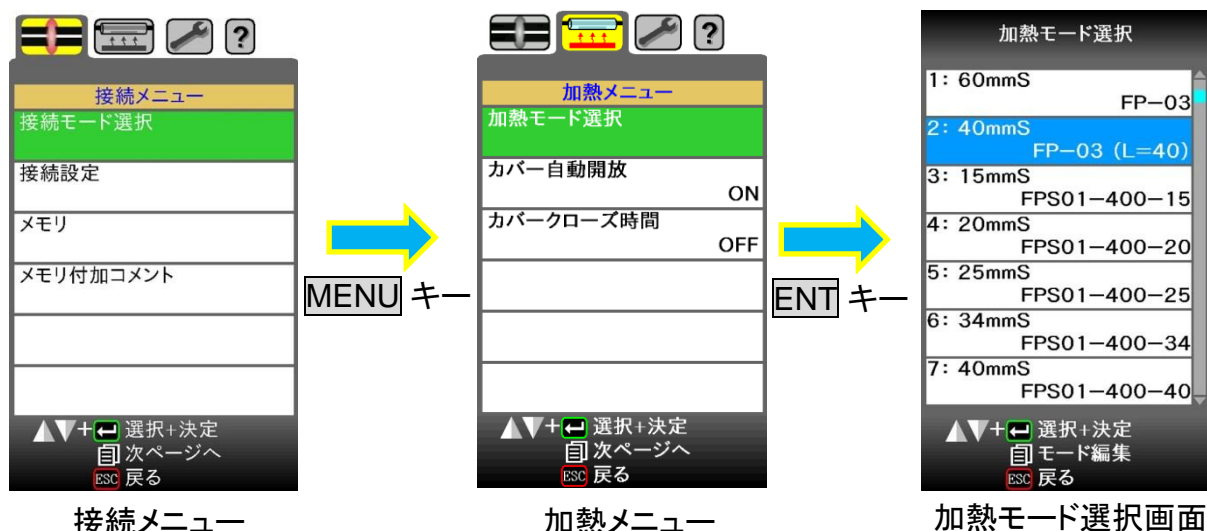 ?
接続メニュー
接続モード選択
接続設定
メモリ
メモリ付加コメント
▲▼+↵ 選択+決定
次ページへ
ESC 戻る
接続メニュー
MENU キー
?
加熱メニュー
加熱モード選択
カバー自動開放
ON
カバークローズ時間
OFF
▲▼+↵ 選択+決定
次ページへ
ESC 戻る
加熱メニュー
ENT キー
加熱モード選択
1: 60mmS
FP−03
2: 40mmS
FP−03 (L=40)
3: 15mmS
FPS01−400−15
4: 20mmS
FPS01−400−20
5: 25mmS
FPS01−400−25
6: 34mmS
FPS01−400−34
7: 40mmS
FPS01−400−40
▲▼+↵ 選択+決定
モード編集
ESC 戻る
加熱モード選択画面